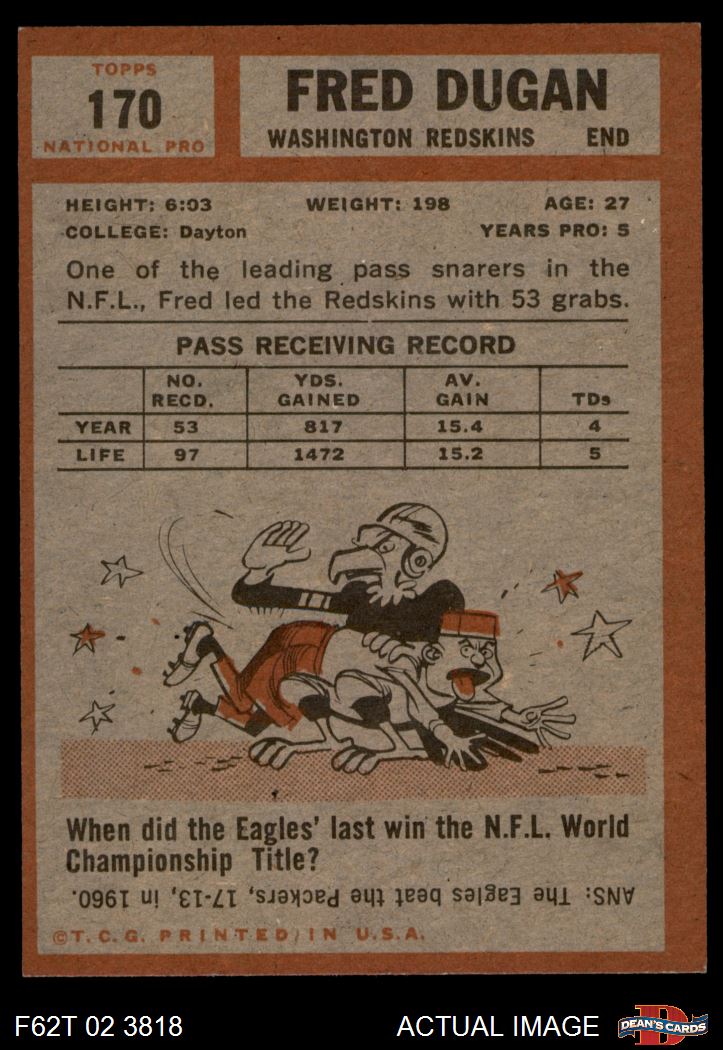 TOPPS
170
NATIONAL PRO
FRED DUGAN
WASHINGTON REDSKINS END
HEIGHT: 6:03 WEIGHT: 198 AGE: 27
COLLEGE: Dayton YEARS PRO: 5
One of the leading pass snarers in the
N.F.L., Fred led the Redskins with 53 grabs.
PASS RECEIVING RECORD
NO. RECD. YDS. GAINED AV. GAIN TDs
YEAR 53 817 15.4 4
LIFE 97 1472 15.2 5
When did the Eagles' last win the N.F.L. World
Championship Title?
ANS: The Eagles beat the Packers, 17-13, in 1960.
©T.C.G. PRINTED IN U.S.A.
F62T 02 3818 ACTUAL IMAGE DEAN'S CARDS